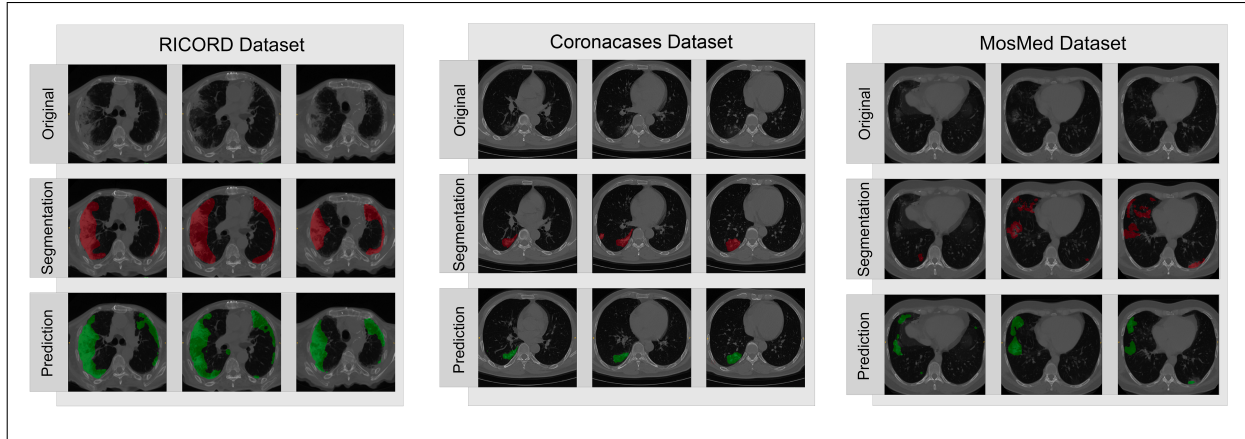 RICORD Dataset
Original
Segmentation
Prediction
Coronacases Dataset
Original
Segmentation
Prediction
MosMed Dataset
Original
Segmentation
Prediction